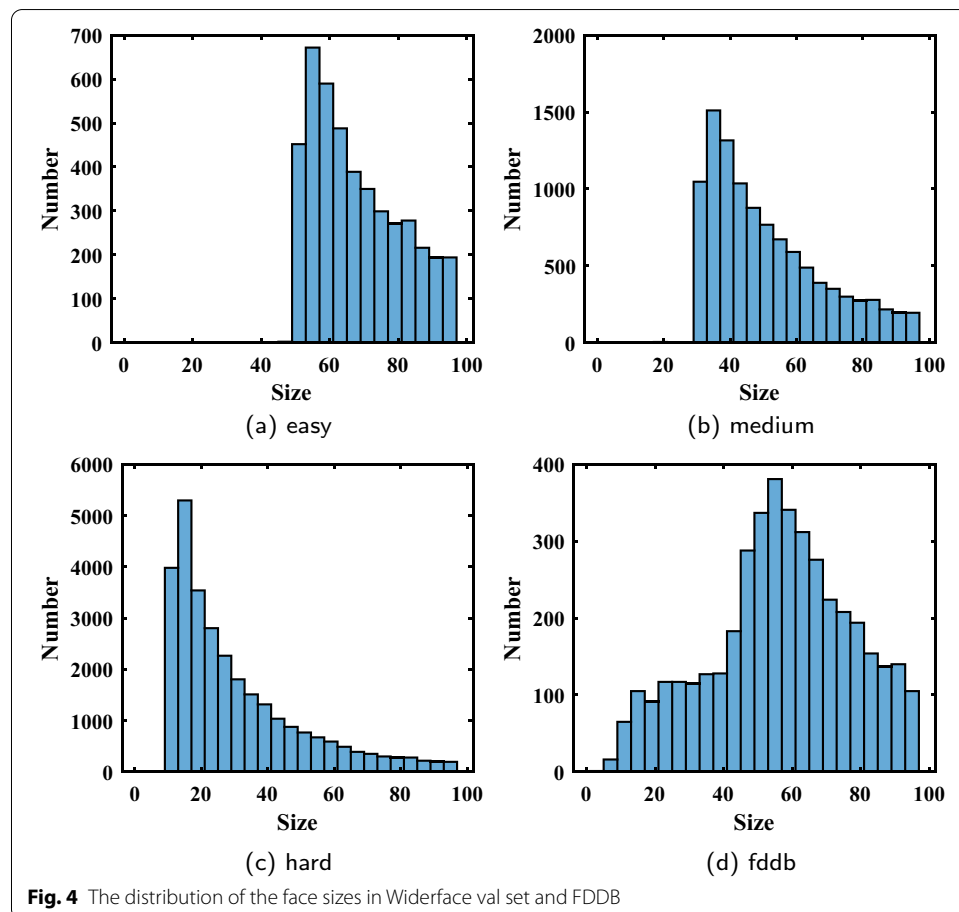 700
600
500
400
300
200
100
0
Number
0 20 40 60 80 100
Size
(a) easy
2000
1500
1000
500
0
Number
0 20 40 60 80 100
Size
(b) medium
6000
5000
4000
3000
2000
1000
0
Number
0 20 40 60 80 100
Size
(c) hard
400
300
200
100
0
Number
0 20 40 60 80 100
Size
(d) fddb
Fig. 4 The distribution of the face sizes in Widerface val set and FDDB